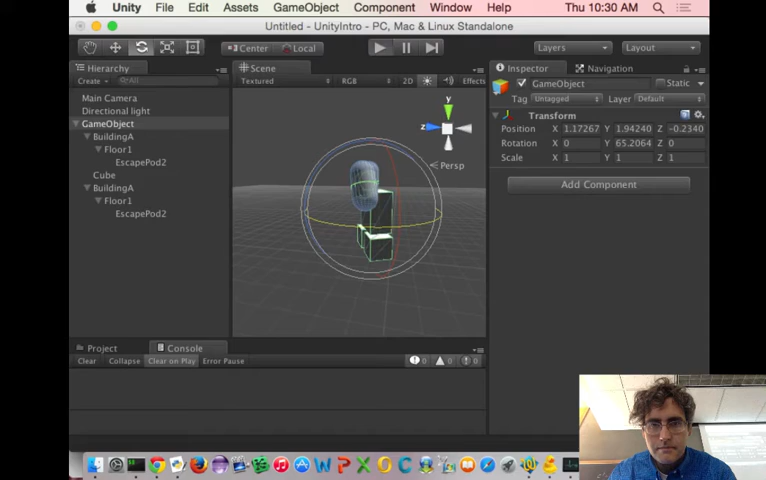 Unity File Edit Assets GameObject Component Window Help Thu 10:30 AM
Untitled - UnityIntro - PC, Mac & Linux Standalone
Center Local Layers Layout
Hierarchy Scene Inspector Navigation
Create All Textured RGB 2D Effects GameObject Static
Tag Untagged Layer Default
Main Camera
Directional light
GameObject
BuildingA
Floor1
EscapePod2
Cube
BuildingA
Floor1
EscapePod2
y
z
Persp
Transform
Position X 1.17267 Y 1.94240 Z -0.2340
Rotation X 0 Y 65.2064 Z 0
Scale X 1 Y 1 Z 1
Add Component
Project Console
Clear Collapse Clear on Play Error Pause 0 0 0